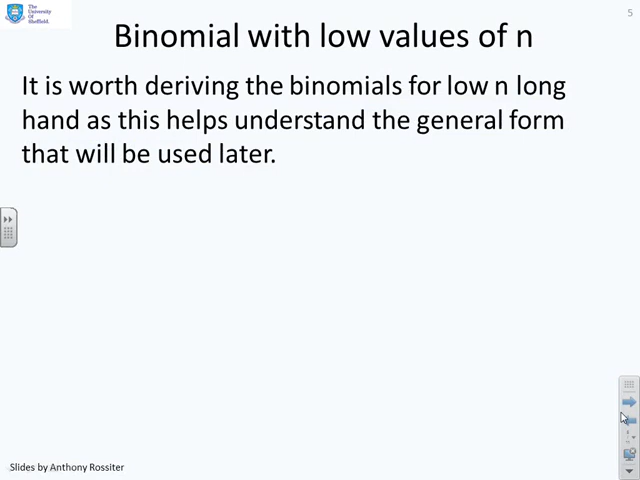 The
University
Of
Sheffield.
5
Binomial with low values of n
It is worth deriving the binomials for low n long
hand as this helps understand the general form
that will be used later.
Slides by Anthony Rossiter